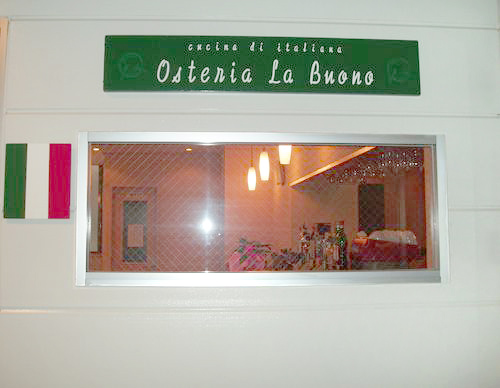 cucina di italiana
Osteria La Buono